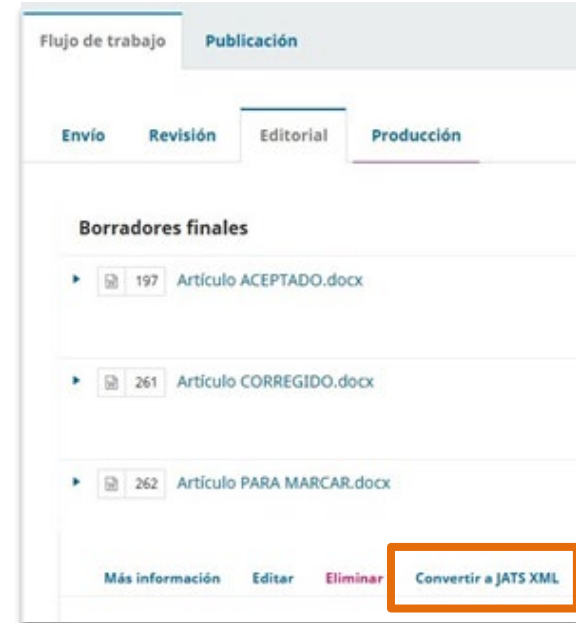 Flujo de trabajo Publicación
Envío Revisión Editorial Producción
Borradores finales
197 Artículo ACEPTADO.docx
261 Artículo CORREGIDO.docx
262 Artículo PARA MARCAR.docx
Más información Editar Eliminar Convertir a JATS XML